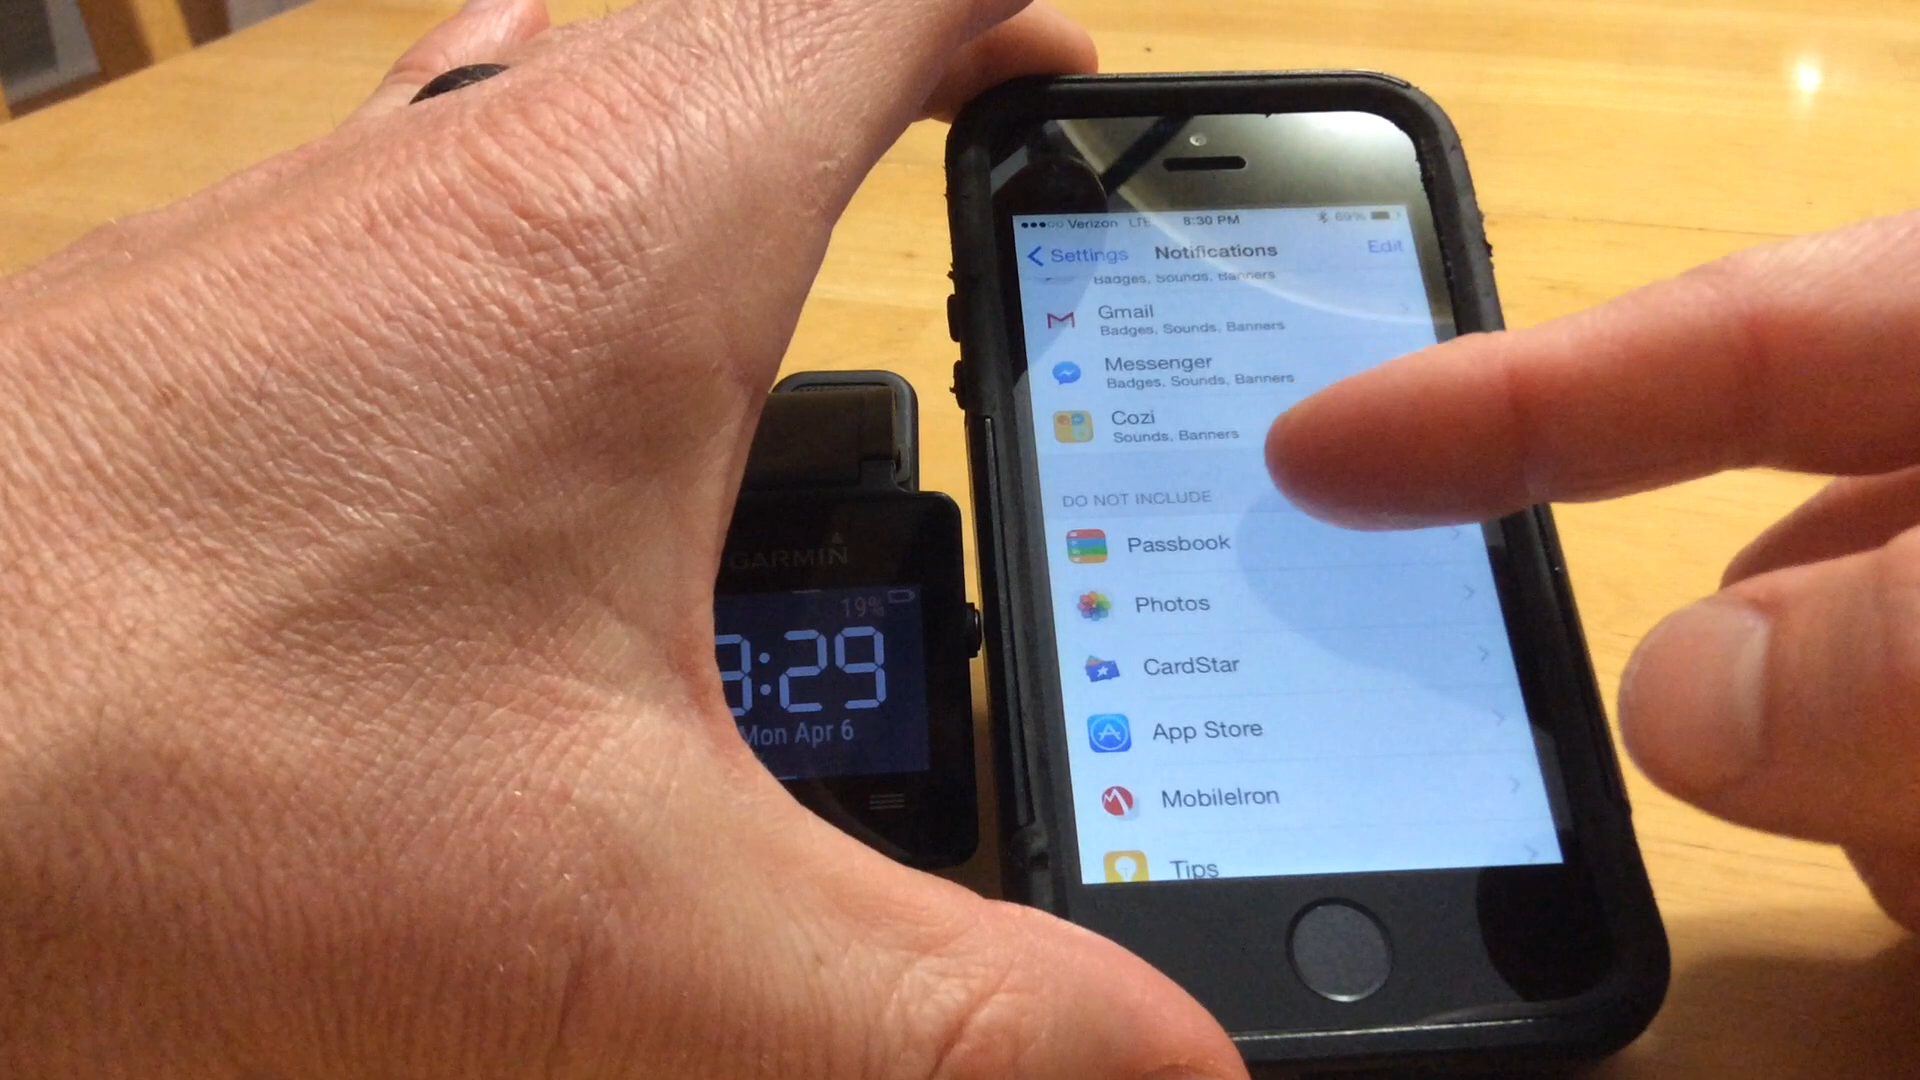 Verizon LTE 8:30 PM 69%
Settings Notifications Edit
Badges, Sounds, Banners
Gmail
Badges, Sounds, Banners
Messenger
Badges, Sounds, Banners
Cozi
Sounds, Banners
DO NOT INCLUDE
Passbook
Photos
CardStar
App Store
MobileIron
Tips
GARMIN
19%
8:29
Mon Apr 6